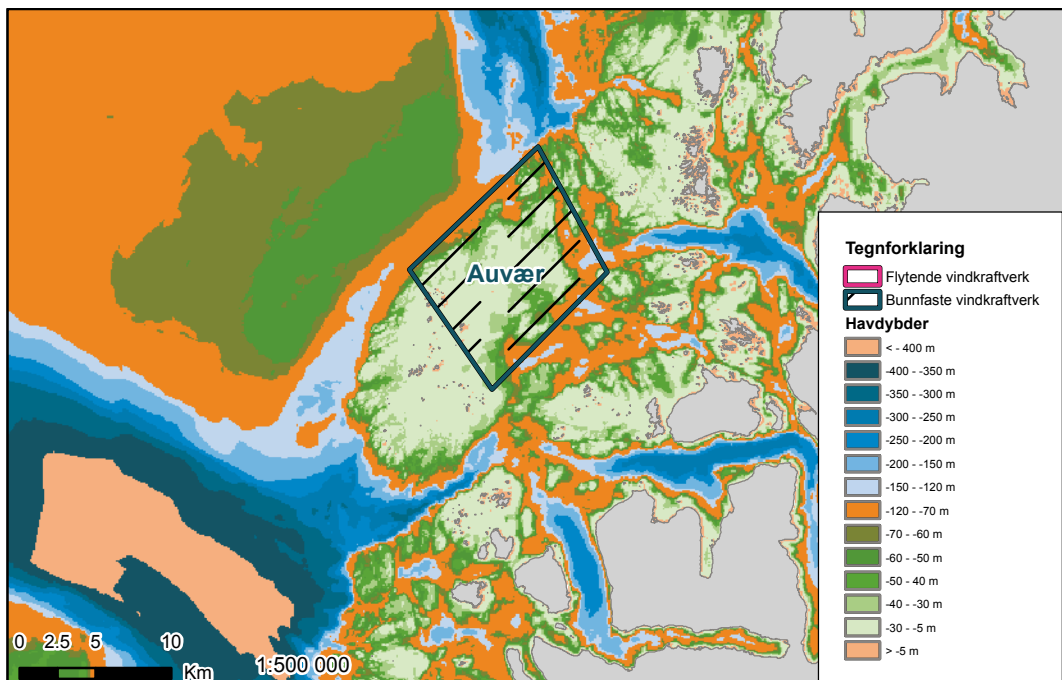 Auvær
Tegnforklaring
Flytende vindkraftverk
Bunnfaste vindkraftverk
Havdybder
< - 400 m
-400 - -350 m
-350 - -300 m
-300 - -250 m
-250 - -200 m
-200 - -150 m
-150 - -120 m
-120 - -70 m
-70 - -60 m
-60 - -50 m
-50 - 40 m
-40 - -30 m
-30 - -5 m
> -5 m
0 2.5 5 10
Km
1:500 000